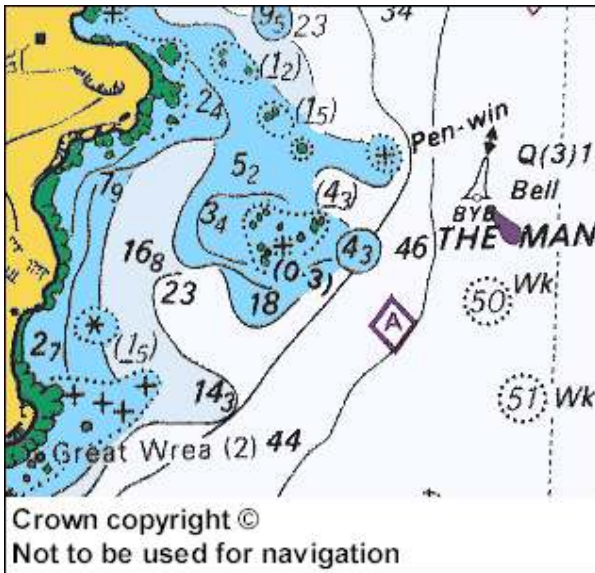 9₅ 23 34
(1₂)
2₄ (1₅)
Pen-win
5₂ Q(3)1
7₉ (4₃) Bell
3₄ BYB
16₈ (0 3) 4₃ 46 THE MAN
23 18 50 Wk
A
2₇ (1₅)
14₃ 51 Wk
Great Wrea (2) 44
Crown copyright ©
Not to be used for navigation